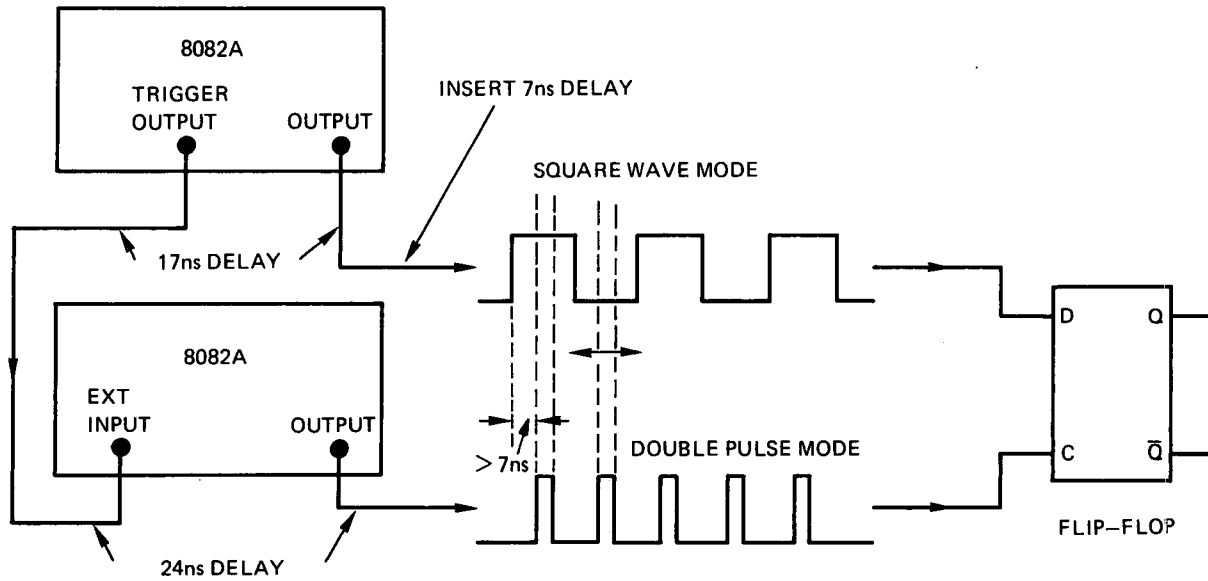 8082A
TRIGGER
OUTPUT
OUTPUT
INSERT 7ns DELAY
SQUARE WAVE MODE
17ns DELAY
8082A
EXT
INPUT
OUTPUT
> 7ns
DOUBLE PULSE MODE
24ns DELAY
D Q
C Q̅
FLIP–FLOP